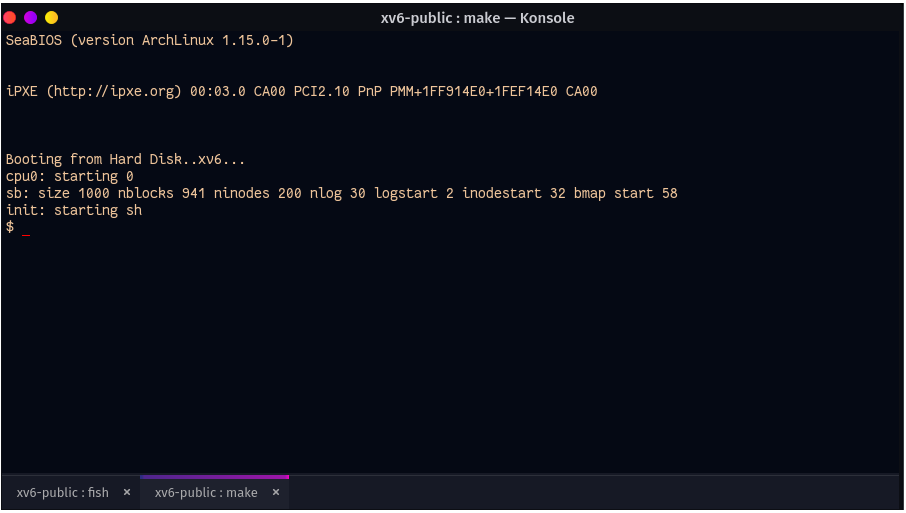 xv6-public : make — Konsole
SeaBIOS (version ArchLinux 1.15.0-1)
iPXE (http://ipxe.org) 00:03.0 CA00 PCI2.10 PnP PMM+1FF914E0+1FEF14E0 CA00
Booting from Hard Disk..xv6...
cpu0: starting 0
sb: size 1000 nblocks 941 ninodes 200 nlog 30 logstart 2 inodestart 32 bmap start 58
init: starting sh
$ _
xv6-public : fish × xv6-public : make ×